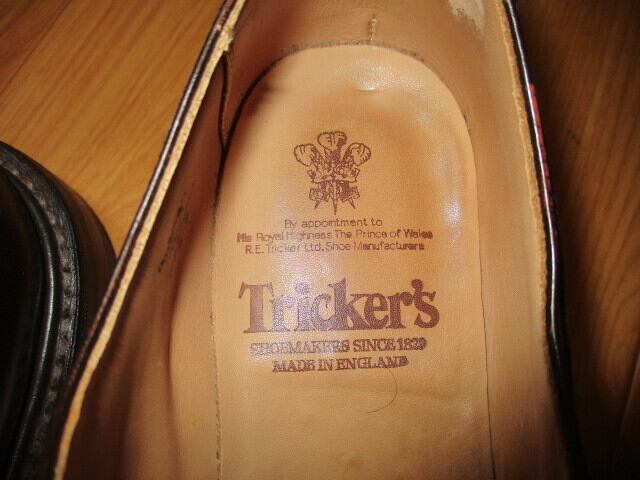 By appointment to
His Royal Highness The Prince of Wales
R.E. Tricker Ltd. Shoe Manufacturers
Tricker's
SHOEMAKERS SINCE 1829
MADE IN ENGLAND